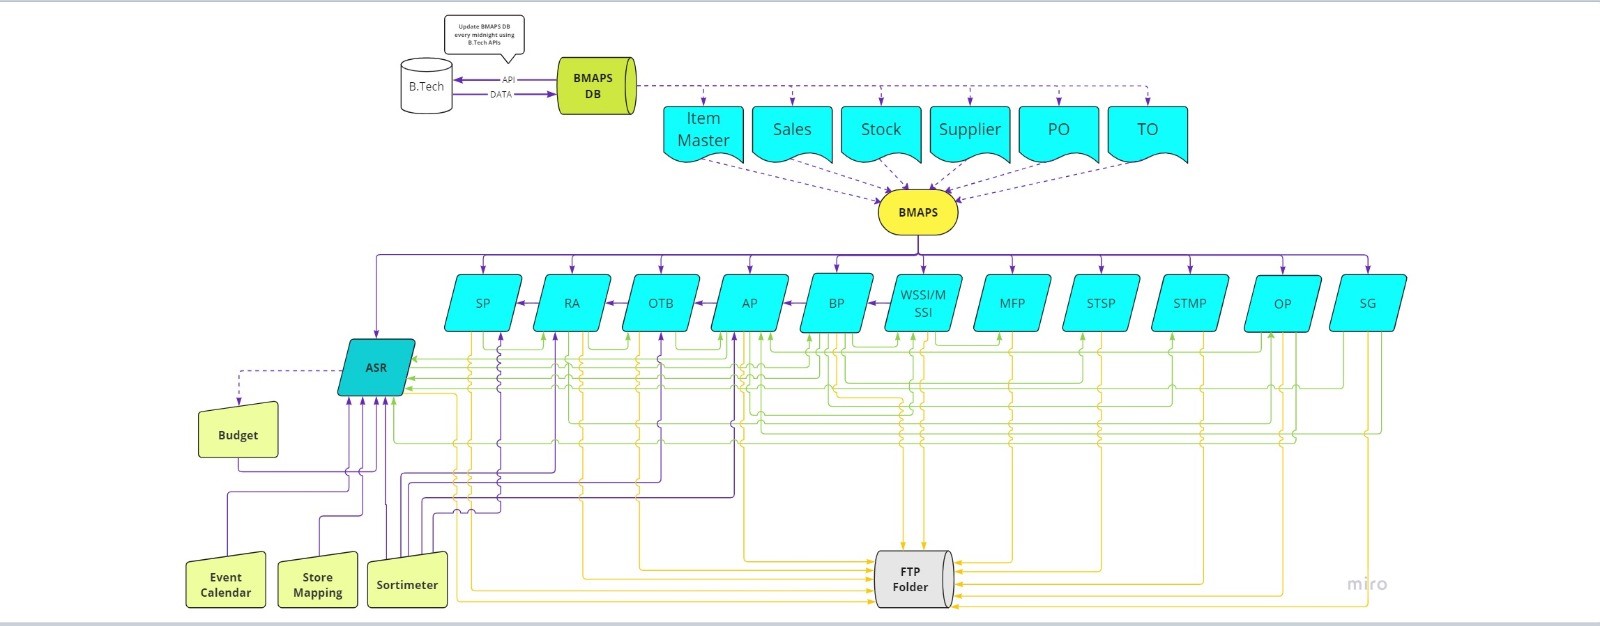 Update BMAPS DB
every midnight using
B.Tech APIs
B.Tech
API
DATA
BMAPS
DB
Item
Master
Sales
Stock
Supplier
PO
TO
BMAPS
SP
RA
OTB
AP
BP
WSSI/M
SSI
MFP
STSP
STMP
OP
SG
ASR
Budget
Event
Calendar
Store
Mapping
Sortimeter
FTP
Folder
miro